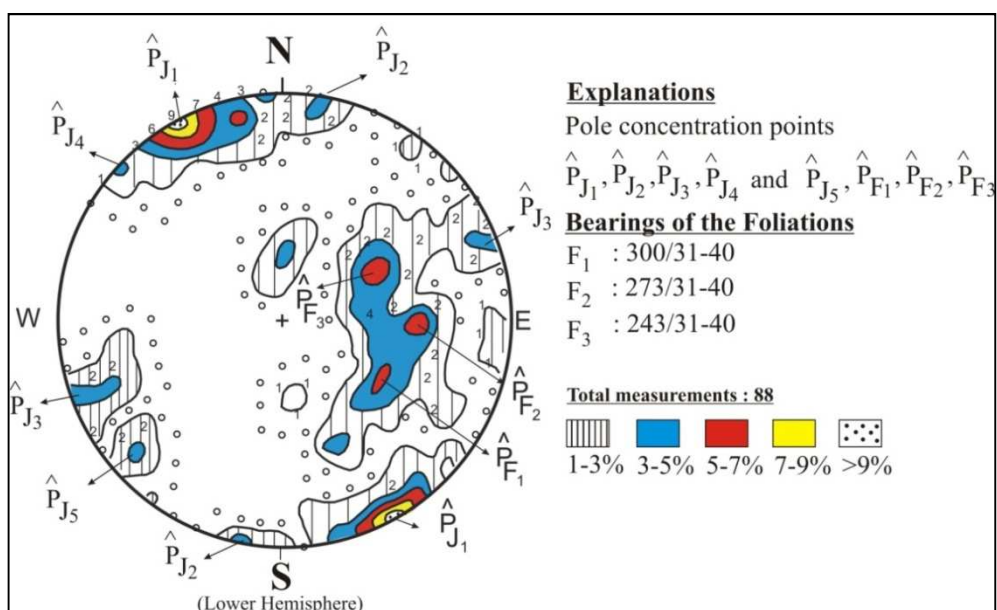 N
P̂J1
P̂J2
P̂J4
P̂J3
W
E
P̂F3
P̂F2
P̂F1
P̂J3
P̂J5
P̂J2
P̂J1
S
(Lower Hemisphere)
Explanations
Pole concentration points
P̂J1, P̂J2, P̂J3, P̂J4 and P̂J5, P̂F1, P̂F2, P̂F3
Bearings of the Foliations
F1 : 300/31-40
F2 : 273/31-40
F3 : 243/31-40
Total measurements : 88
1-3% 3-5% 5-7% 7-9% >9%